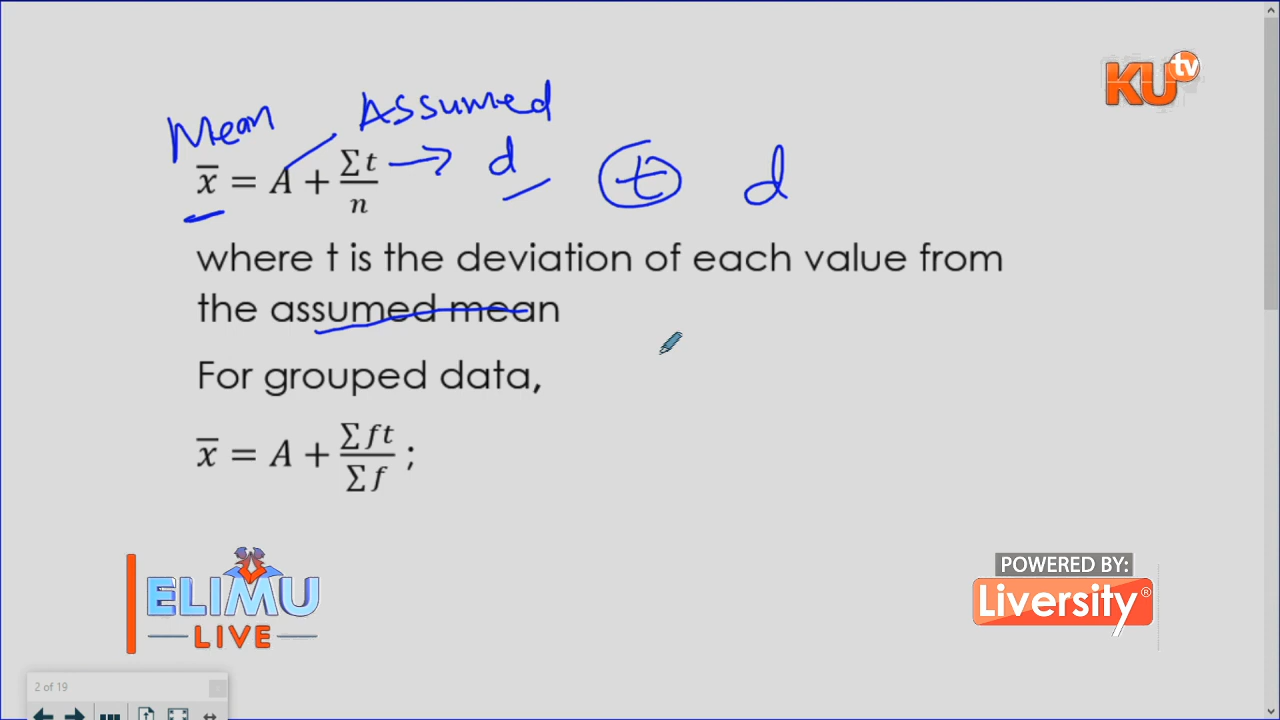 KU tv
Mean Assumed
x̄ = A + Σt/n → d t d
where t is the deviation of each value from
the assumed mean
For grouped data,
x̄ = A + Σft/Σf ;
ELIMU
LIVE
POWERED BY:
Liversity®
2 of 19